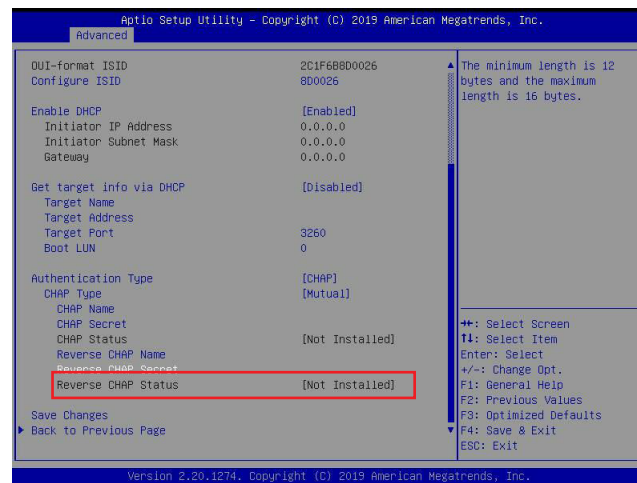 Aptio Setup Utility – Copyright (C) 2019 American Megatrends, Inc.
Advanced
OUI-format ISID 2C1F6B8D0026
Configure ISID 8D0026
Enable DHCP [Enabled]
Initiator IP Address 0.0.0.0
Initiator Subnet Mask 0.0.0.0
Gateway 0.0.0.0
Get target info via DHCP [Disabled]
Target Name
Target Address
Target Port 3260
Boot LUN 0
Authentication Type [CHAP]
CHAP Type [Mutual]
CHAP Name
CHAP Secret
CHAP Status [Not Installed]
Reverse CHAP Name
Reverse CHAP Secret
Reverse CHAP Status [Not Installed]
Save Changes
Back to Previous Page
The minimum length is 12
bytes and the maximum
length is 16 bytes.
→←: Select Screen
↑↓: Select Item
Enter: Select
+/-: Change Opt.
F1: General Help
F2: Previous Values
F3: Optimized Defaults
F4: Save & Exit
ESC: Exit
Version 2.20.1274. Copyright (C) 2019 American Megatrends, Inc.